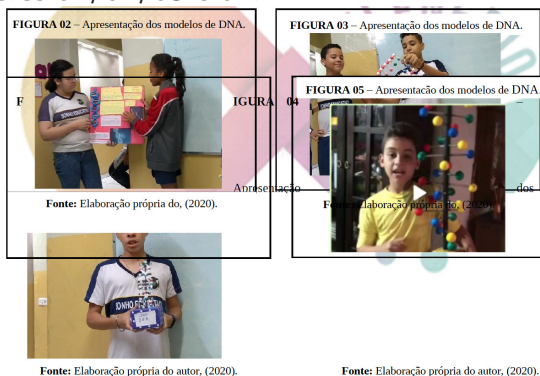 FIGURA 02 – Apresentação dos modelos de DNA.
FIGURA 03 – Apresentação dos modelos de DNA.
FIGURA 05 – Apresentação dos modelos de DNA.
F IGURA 04 –
Apresentação dos
Fonte: Elaboração própria do, (2020).
Fonte: Elaboração própria do, (2020).
Fonte: Elaboração própria do autor, (2020).
Fonte: Elaboração própria do autor, (2020).